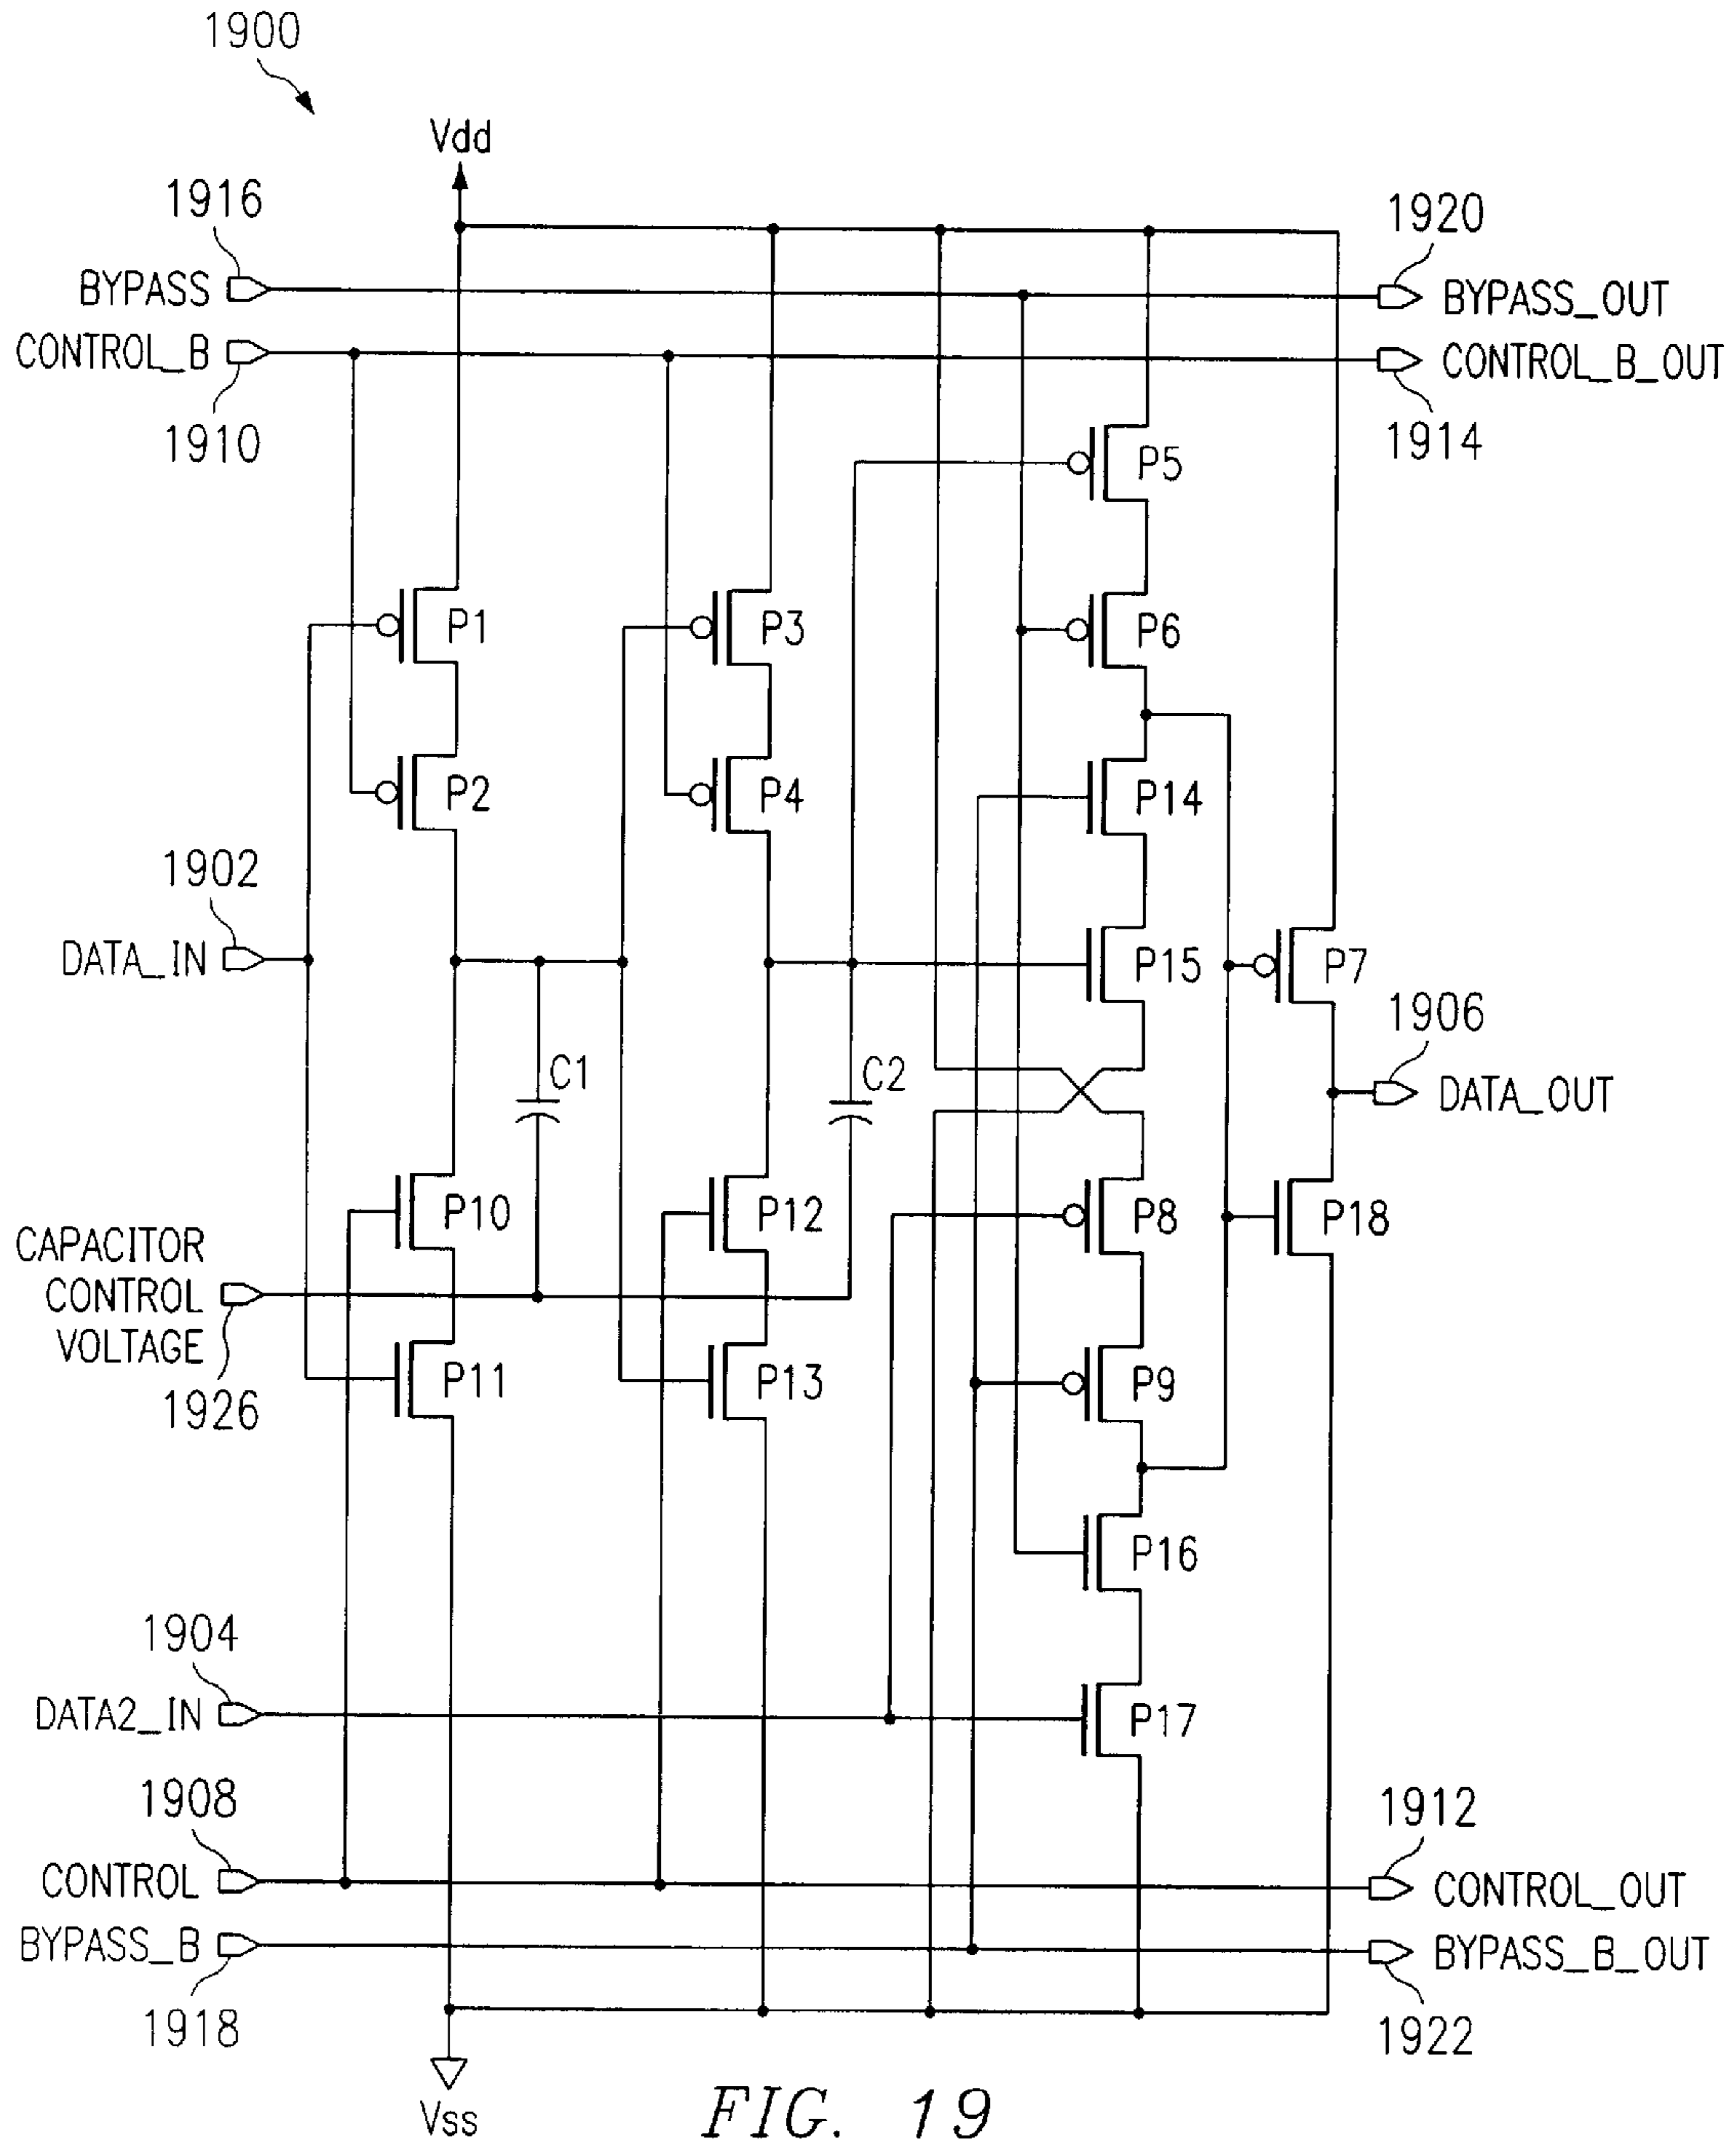 1900
Vdd
1916
1920
BYPASS
BYPASS_OUT
CONTROL_B
CONTROL_B_OUT
1910
1914
P5
P1
P3
P6
P2
P4
P14
1902
DATA_IN
P15
P7
1906
C1
C2
DATA_OUT
P10
P12
P8
P18
CAPACITOR
CONTROL
VOLTAGE
P11
P13
P9
1926
P16
1904
DATA2_IN
P17
1908
1912
CONTROL
CONTROL_OUT
BYPASS_B
BYPASS_B_OUT
1918
1922
Vss
FIG. 19